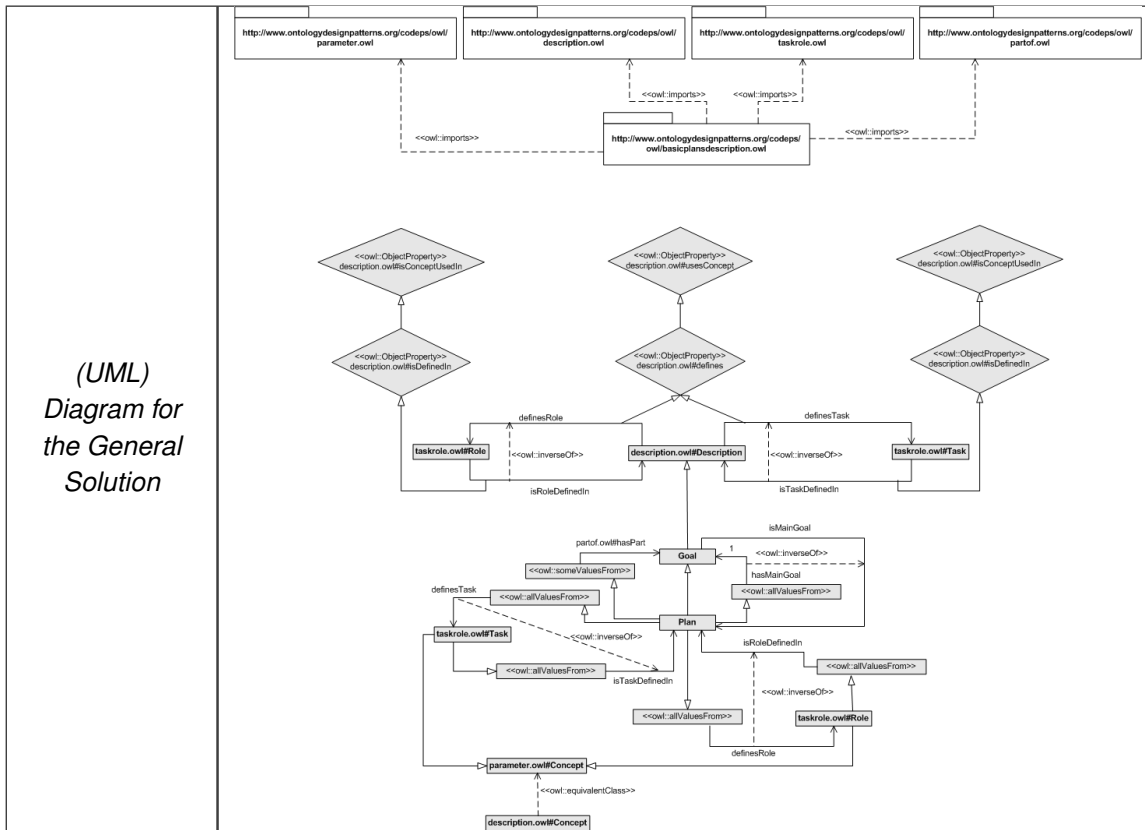 http://www.ontologydesignpatterns.org/codeps/owl/
parameter.owl
http://www.ontologydesignpatterns.org/codeps/owl/
description.owl
http://www.ontologydesignpatterns.org/codeps/owl/
taskrole.owl
http://www.ontologydesignpatterns.org/codeps/owl/
partof.owl
<<owl::imports>>
<<owl::imports>>
<<owl::imports>>
<<owl::imports>>
http://www.ontologydesignpatterns.org/codeps/
owl/basicplansdescription.owl
(UML)
Diagram for
the General
Solution
<<owl::ObjectProperty>>
description.owl#isConceptUsedIn
<<owl::ObjectProperty>>
description.owl#usesConcept
<<owl::ObjectProperty>>
description.owl#isConceptUsedIn
<<owl::ObjectProperty>>
description.owl#isDefinedIn
<<owl::ObjectProperty>>
description.owl#defines
<<owl::ObjectProperty>>
description.owl#isDefinedIn
definesRole
definesTask
taskrole.owl#Role
<<owl::inverseOf>>
description.owl#Description
<<owl::inverseOf>>
taskrole.owl#Task
isRoleDefinedIn
isTaskDefinedIn
isMainGoal
partof.owl#hasPart
Goal
1
<<owl::inverseOf>>
<<owl::someValuesFrom>>
hasMainGoal
definesTask
<<owl::allValuesFrom>>
<<owl::allValuesFrom>>
Plan
taskrole.owl#Task
<<owl::inverseOf>>
isRoleDefinedIn
<<owl::allValuesFrom>>
isTaskDefinedIn
<<owl::allValuesFrom>>
<<owl::inverseOf>>
<<owl::allValuesFrom>>
taskrole.owl#Role
definesRole
parameter.owl#Concept
<<owl::equivalentClass>>
description.owl#Concept